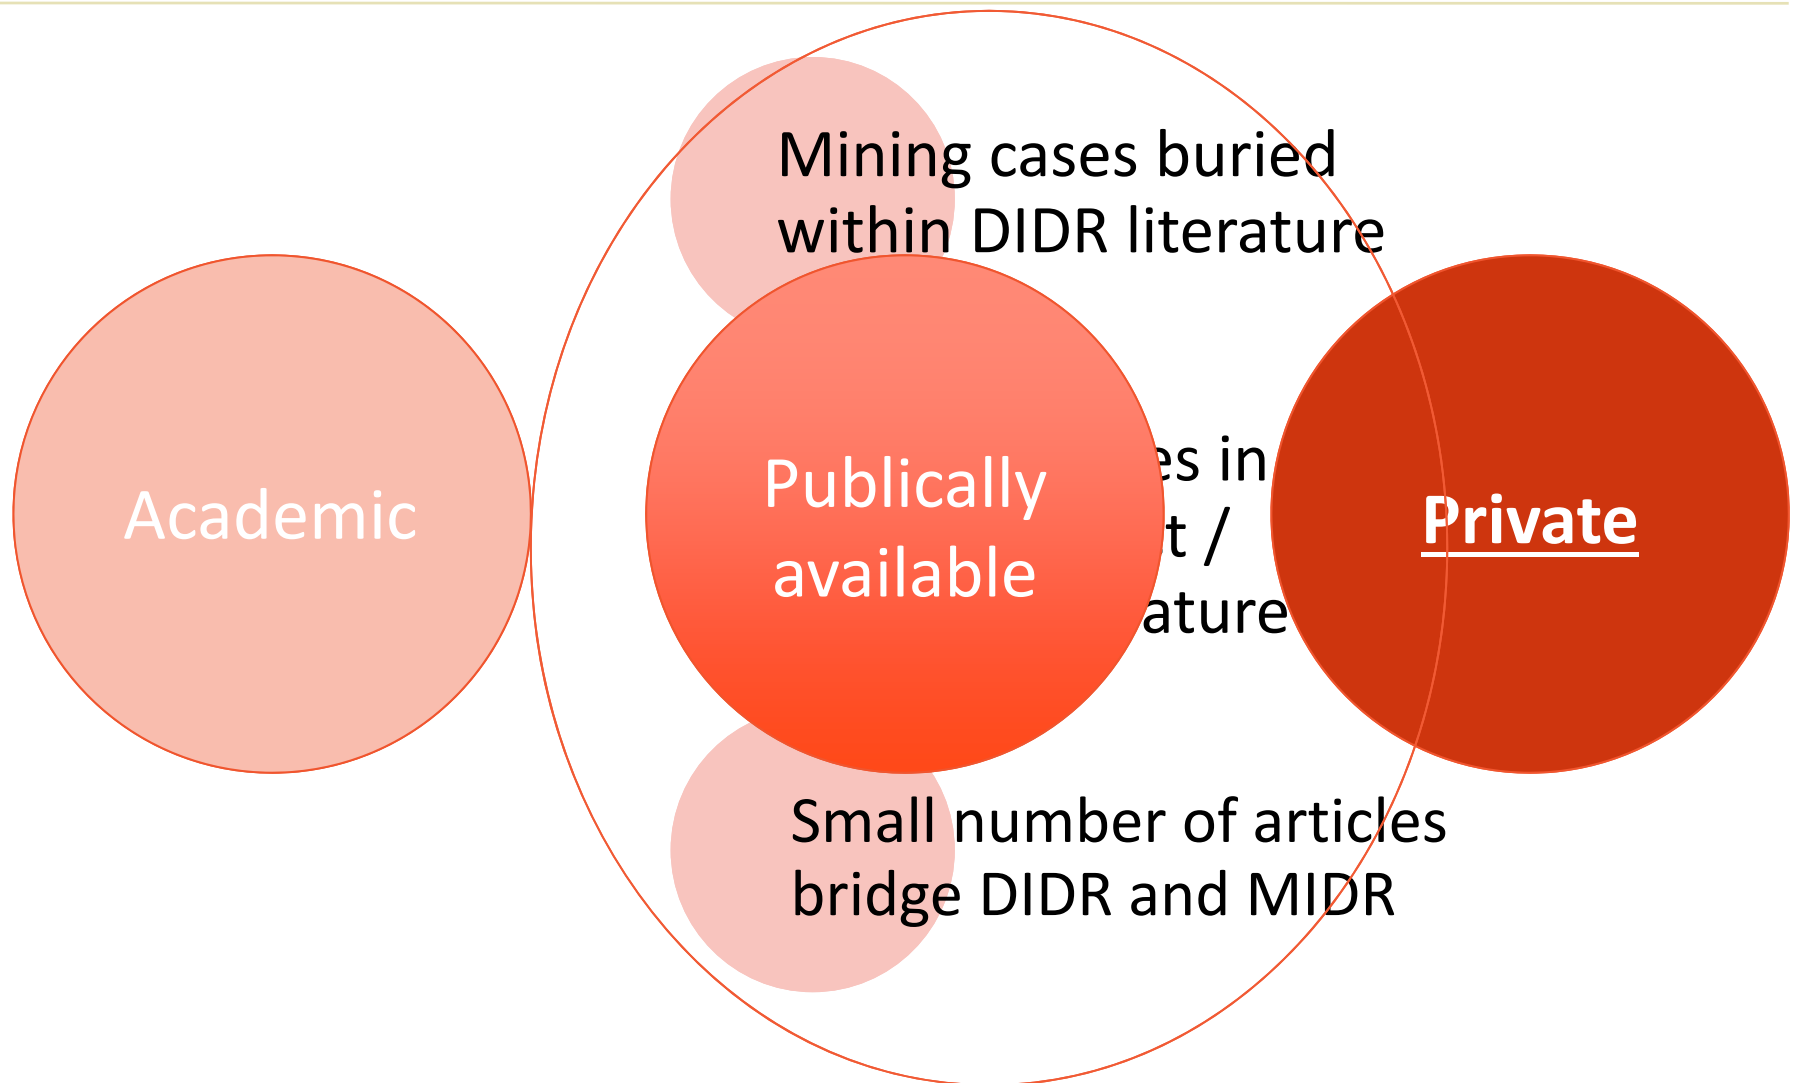 Mining cases buried
within DIDR literature
Academic
Publically
available
es in
t /
ature
Private
Small number of articles
bridge DIDR and MIDR